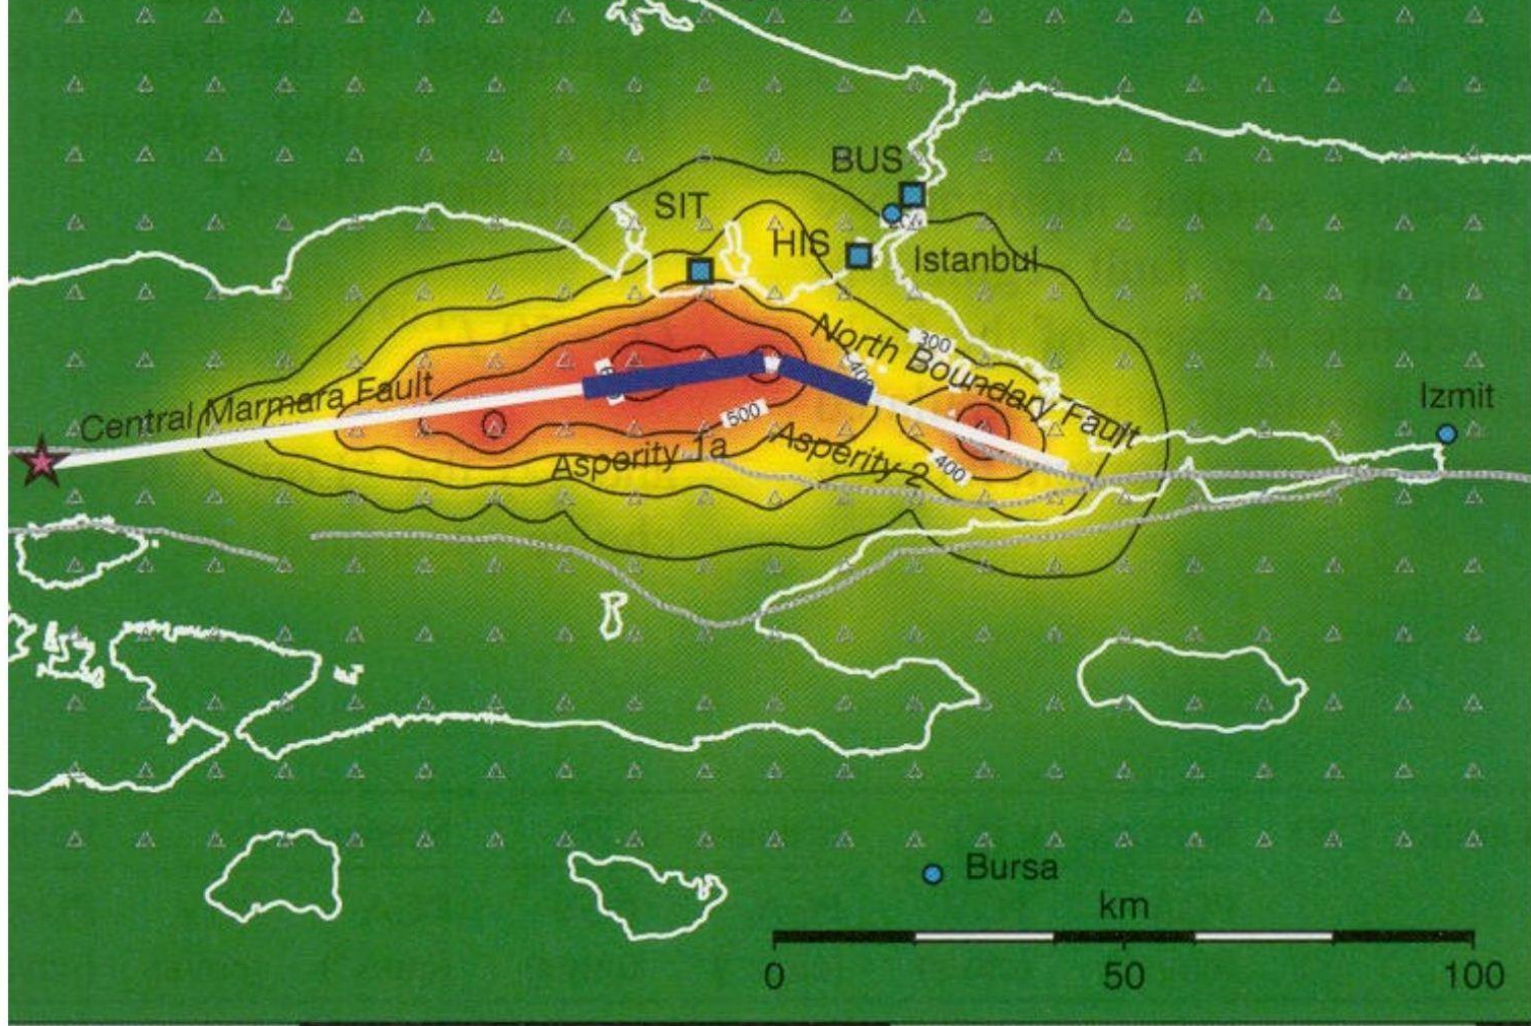 BUS
SIT
HIS
Istanbul
300
North Boundary Fault
400
Central Marmara Fault
Izmit
500
Asperity 1a
Asperity 2
400
Bursa
km
0 50 100